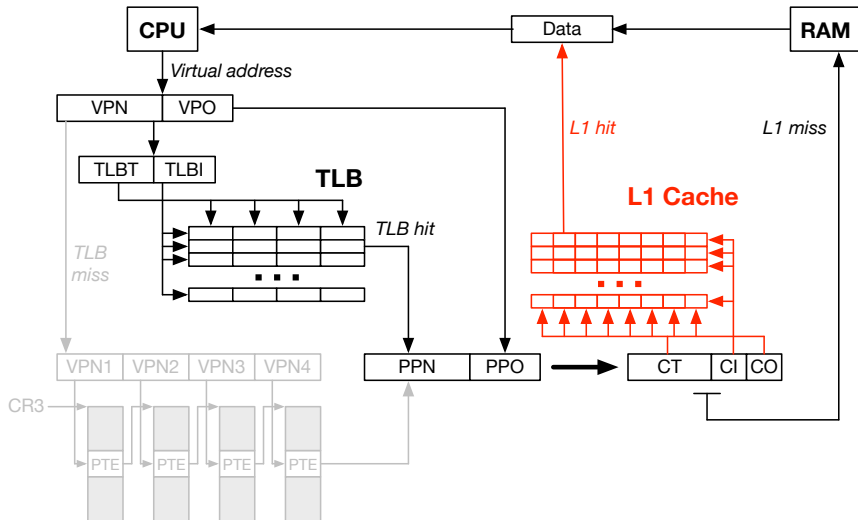 CPU
Data
RAM
Virtual address
VPN VPO
L1 hit
L1 miss
TLBT TLBI
TLB
L1 Cache
TLB hit
TLB
miss
. . .
. . .
VPN1 VPN2 VPN3 VPN4
PPN PPO
CT CI CO
CR3
PTE PTE PTE PTE